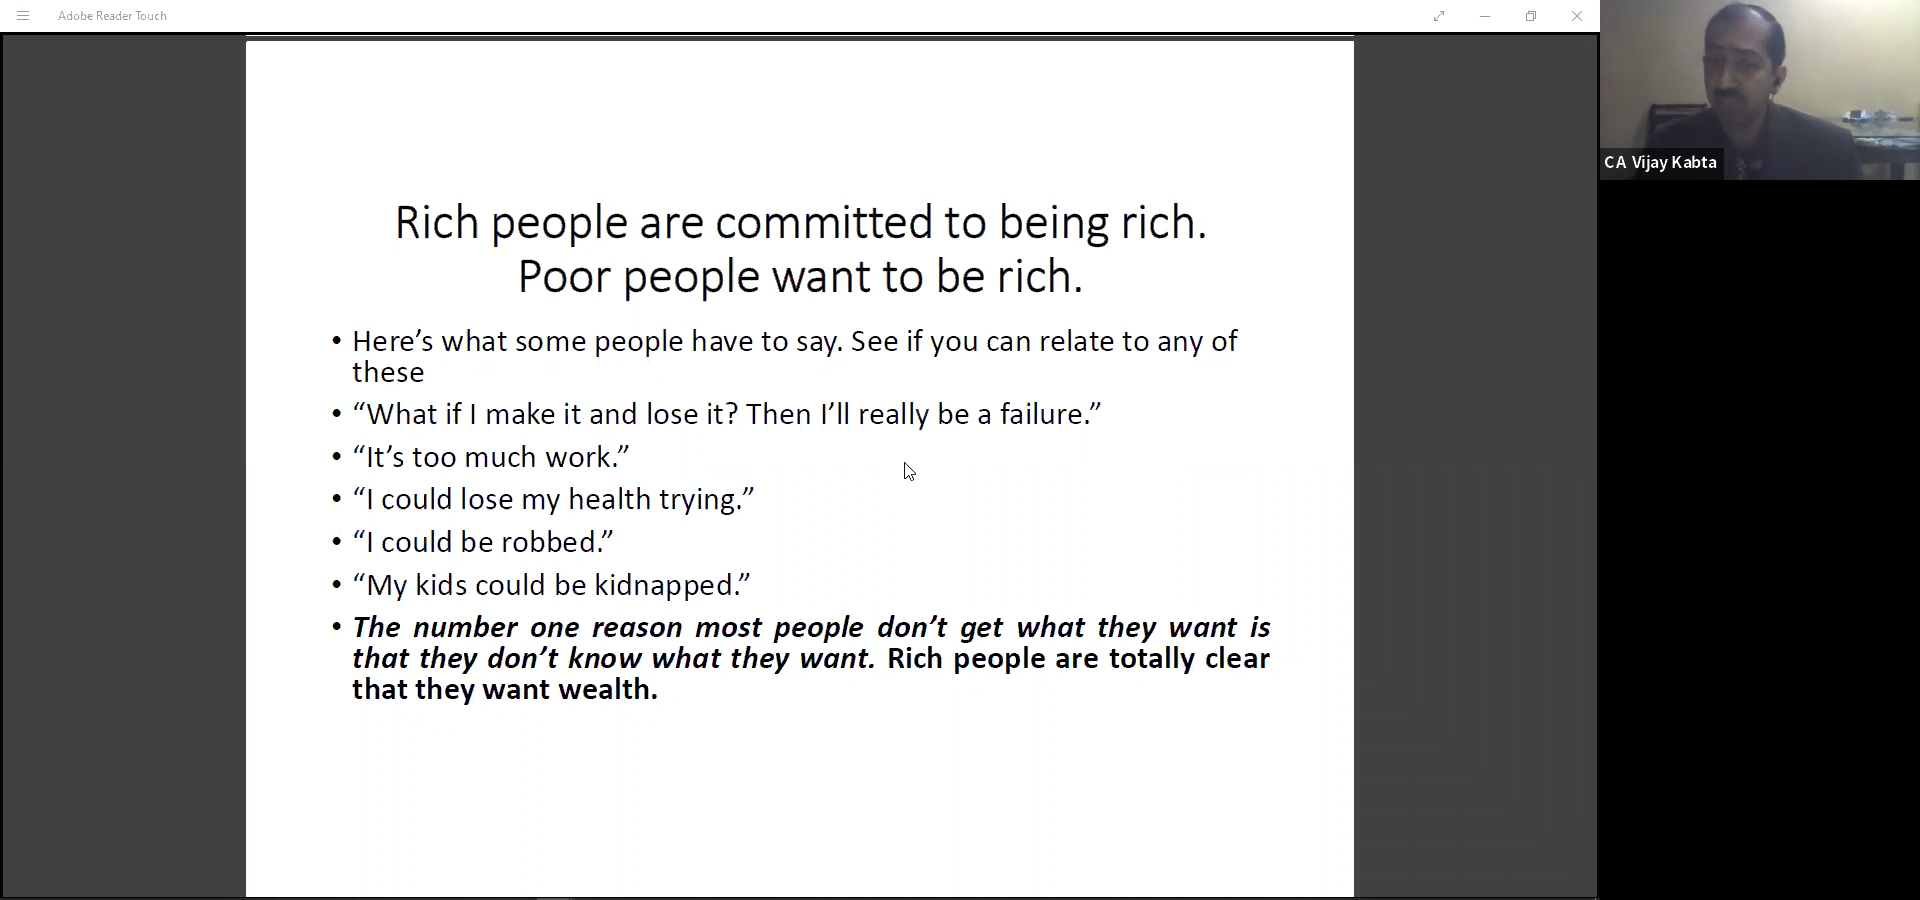 Adobe Reader Touch
CA Vijay Kabta
Rich people are committed to being rich.
Poor people want to be rich.
• Here’s what some people have to say. See if you can relate to any of
these
• “What if I make it and lose it? Then I’ll really be a failure.”
• “It’s too much work.”
• “I could lose my health trying.”
• “I could be robbed.”
• “My kids could be kidnapped.”
• The number one reason most people don’t get what they want is
that they don’t know what they want. Rich people are totally clear
that they want wealth.